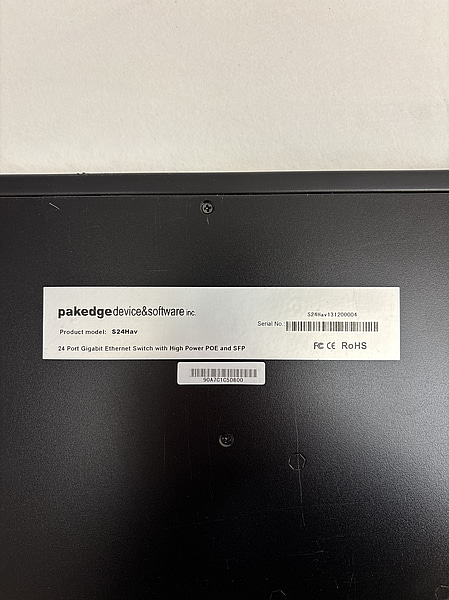 pakedgedevice&software inc.
Product model: S24Hav
24 Port Gigabit Ethernet Switch with High Power POE and SFP
S24Hav131200004
Serial No.:
FC CE RoHS
90A7C1C50800